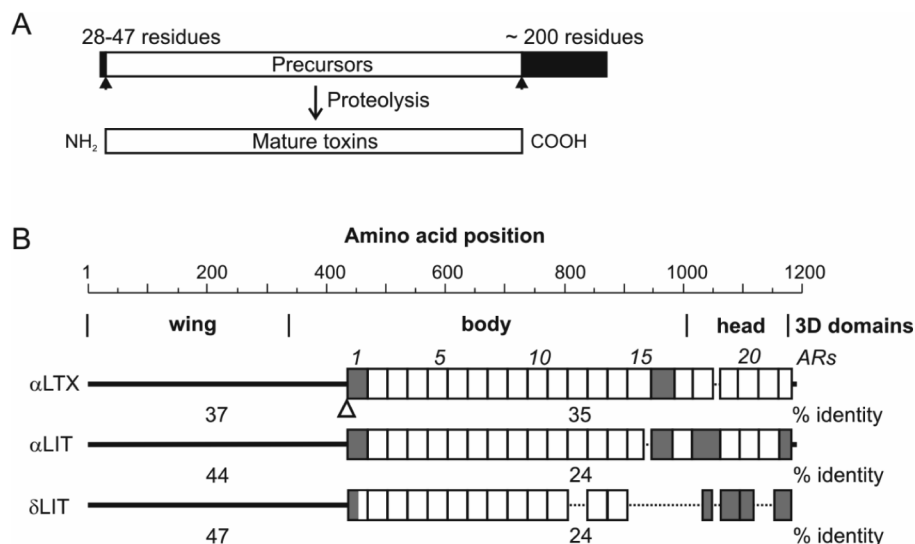 A
28-47 residues
~ 200 residues
Precursors
Proteolysis
NH2
Mature toxins
COOH
B
Amino acid position
1 200 400 600 800 1000 1200
wing body head 3D domains
1 5 10 15 20 ARs
αLTX
37 35 % identity
αLIT
44 24 % identity
δLIT
47 24 % identity